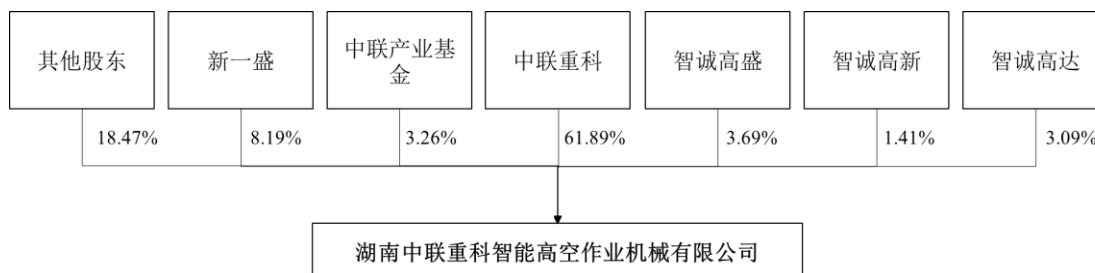 其他股东
新一盛
中联产业基
金
中联重科
智诚高盛
智诚高新
智诚高达
18.47%
8.19%
3.26%
61.89%
3.69%
1.41%
3.09%
湖南中联重科智能高空作业机械有限公司